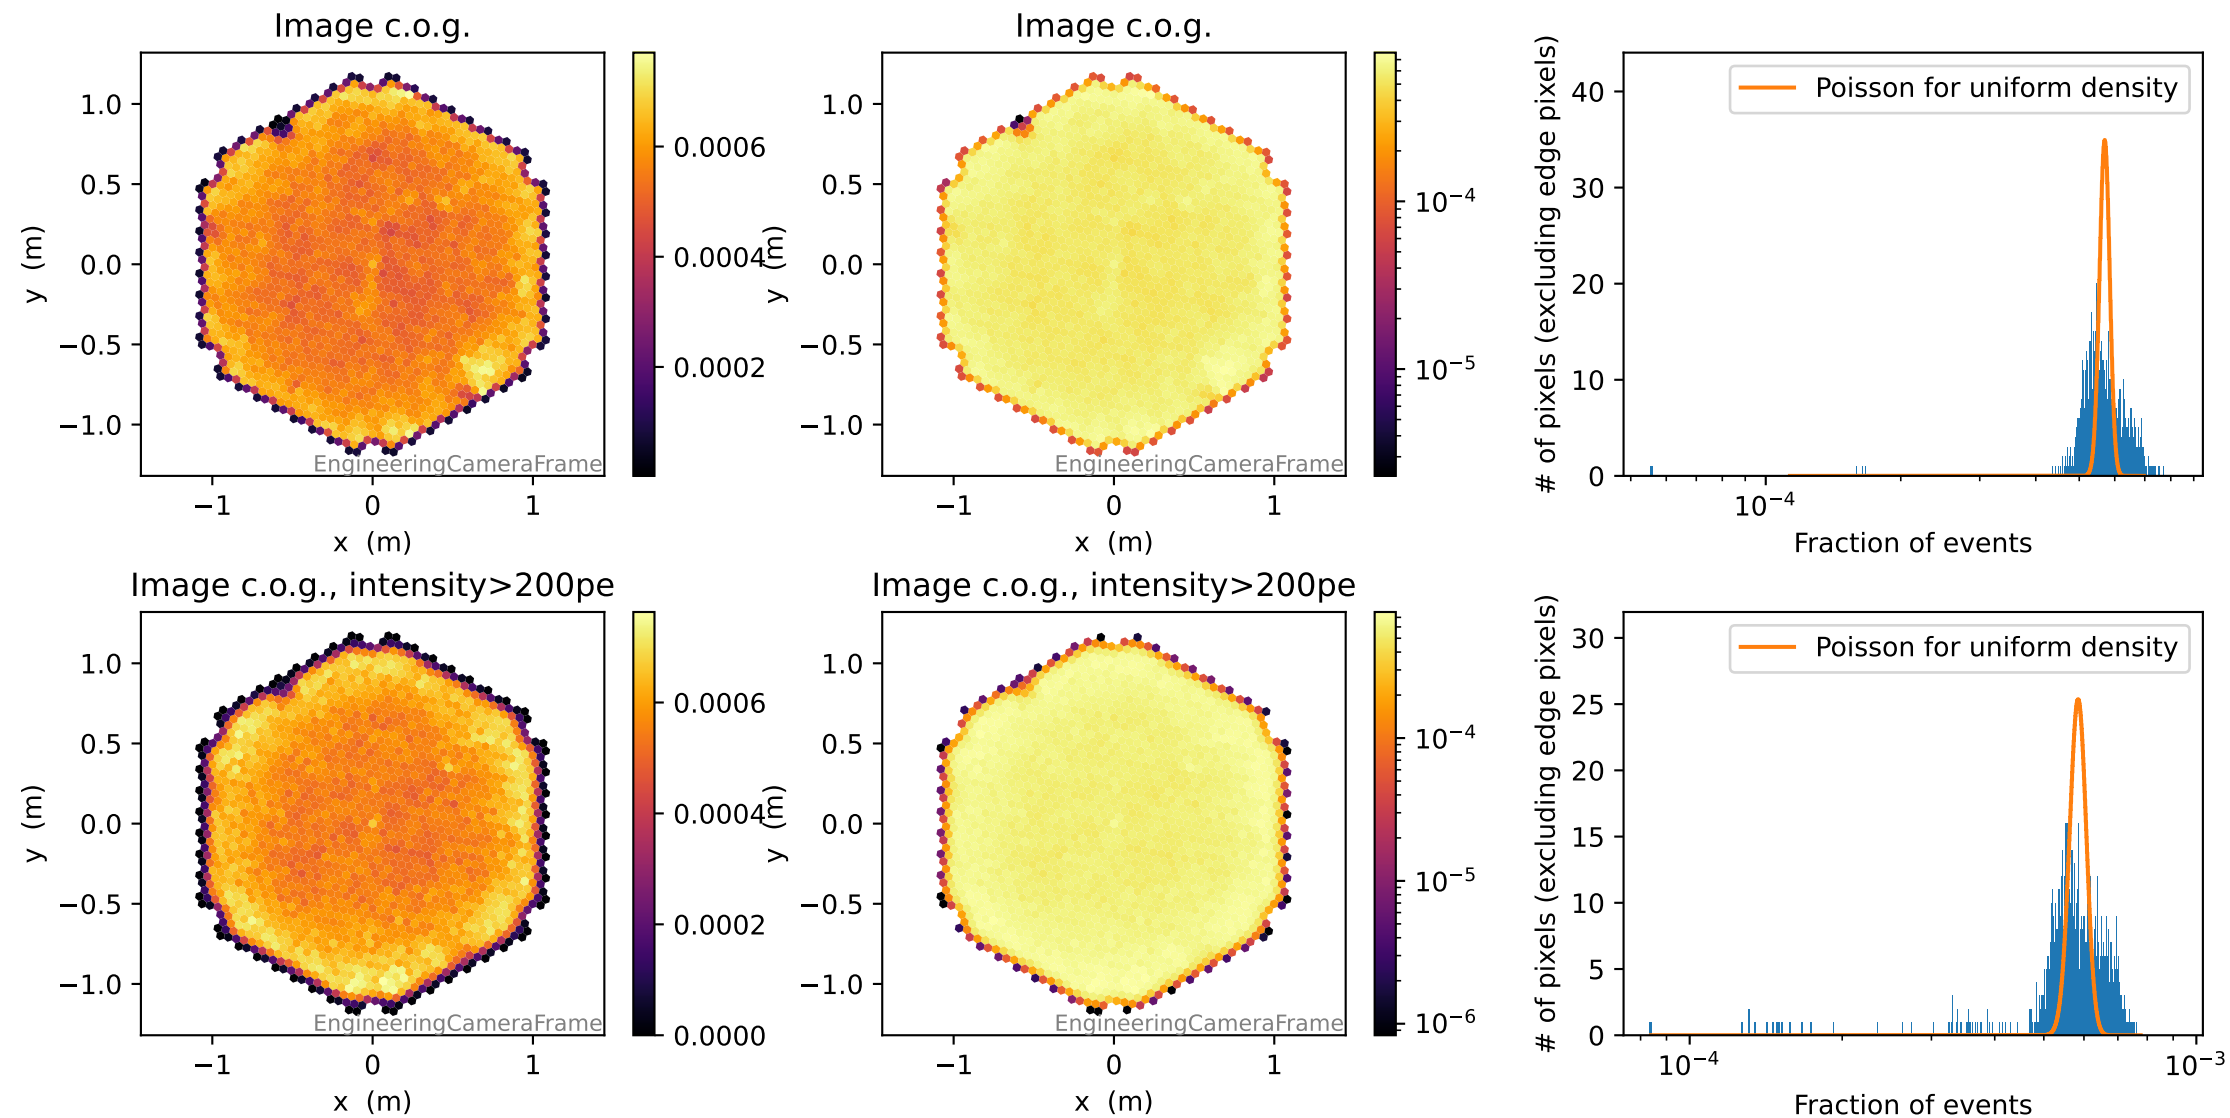 Image c.o.g.
1.0
0.5
0.0
−0.5
−1.0
y (m)
−1
0
1
x (m)
EngineeringCameraFrame
0.0006
0.0004
0.0002
Image c.o.g.
1.0
0.5
0.0
−0.5
−1.0
y (m)
−1
0
1
x (m)
EngineeringCameraFrame
10⁻⁴
10⁻⁵
# of pixels (excluding edge pixels)
40
30
20
10
0
Poisson for uniform density
10⁻⁴
Fraction of events
Image c.o.g., intensity>200pe
1.0
0.5
0.0
−0.5
−1.0
y (m)
−1
0
1
x (m)
EngineeringCameraFrame
0.0006
0.0004
0.0002
0.0000
Image c.o.g., intensity>200pe
1.0
0.5
0.0
−0.5
−1.0
y (m)
−1
0
1
x (m)
EngineeringCameraFrame
10⁻⁴
10⁻⁵
10⁻⁶
# of pixels (excluding edge pixels)
30
25
20
15
10
5
0
Poisson for uniform density
10⁻⁴
10⁻³
Fraction of events